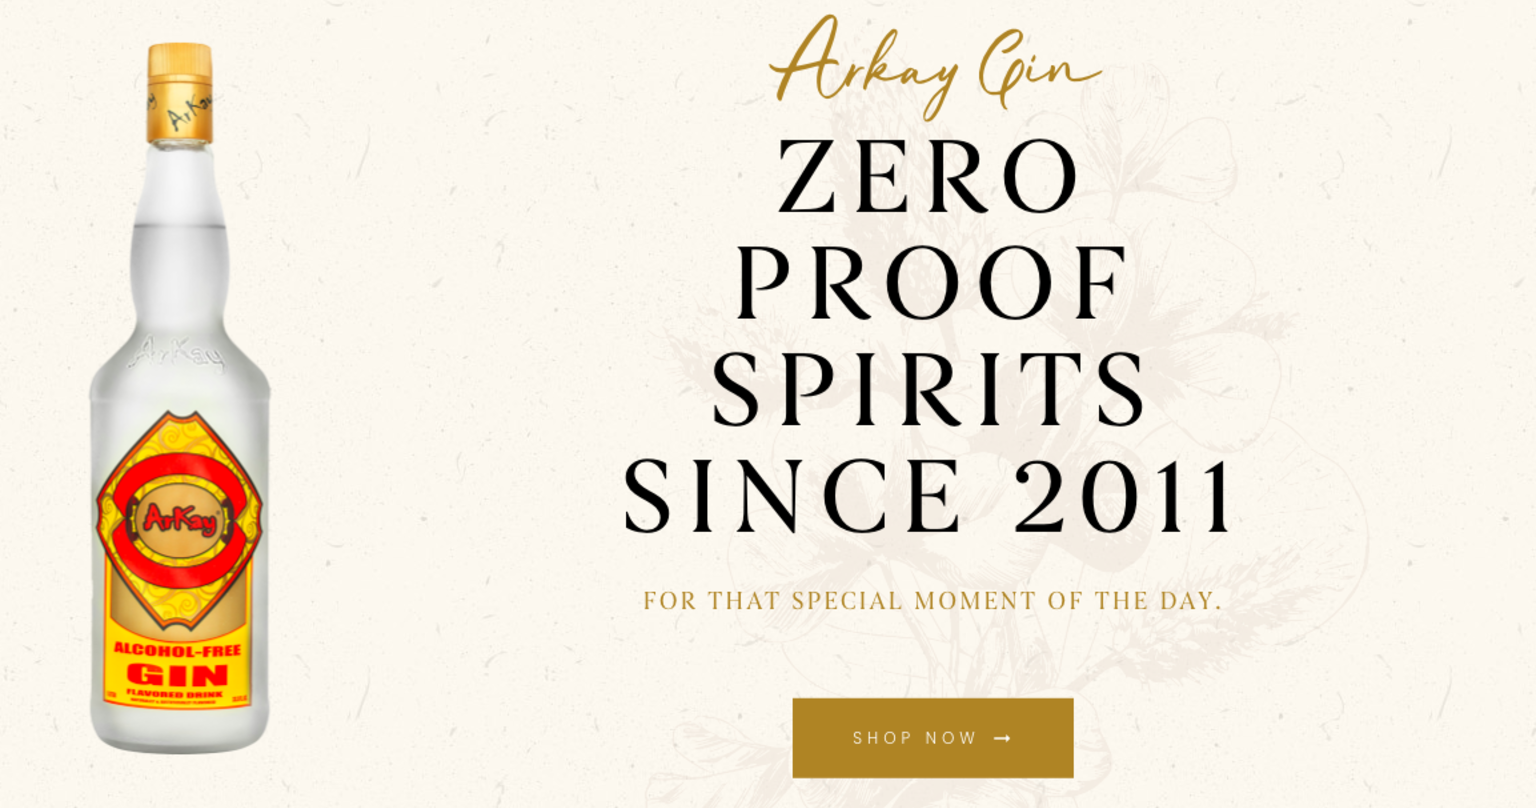 Arkay Gin
ZERO
PROOF
SPIRITS
SINCE 2011
FOR THAT SPECIAL MOMENT OF THE DAY.
SHOP NOW →
ArKay
ArKay
ArKay
ALCOHOL-FREE
GIN
FLAVORED DRINK